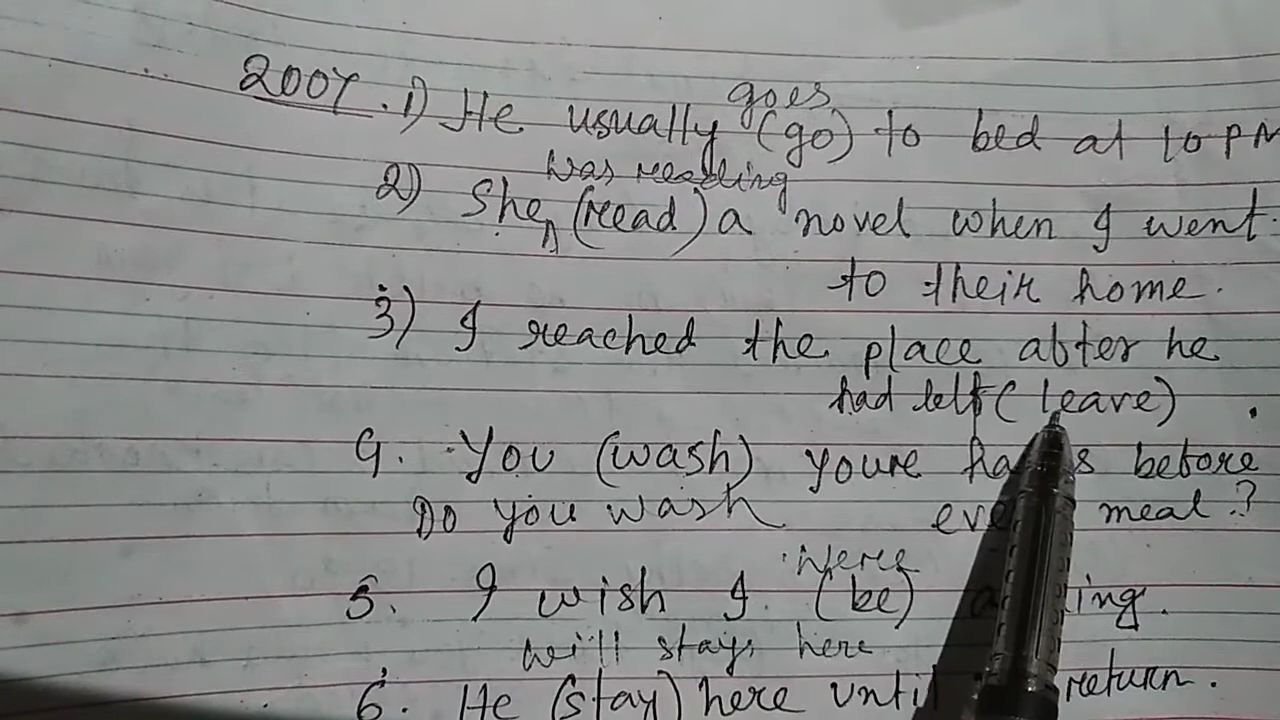 goes
2007. 1) He usually (go) to bed at 10 PM
was reading
2) She (read) a novel when I went
to their home.
3) I reached the place after he
had left (leave).
4. You (wash) youre before
Do you wash meal?
were
5. I wish I (be)
will stays here
6. He (stay) here until return.